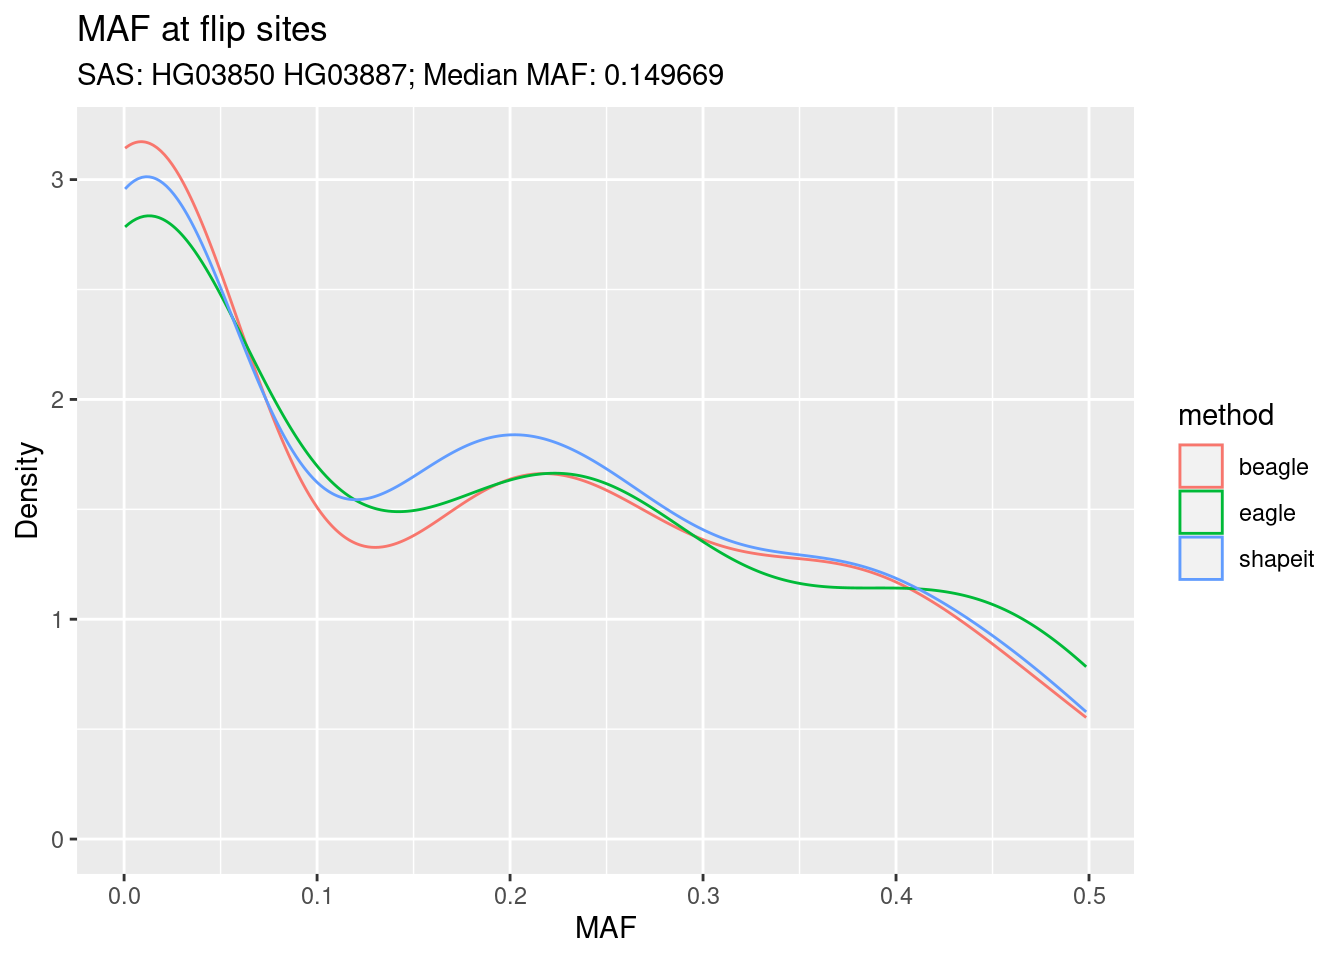 MAF at flip sites
SAS: HG03850 HG03887; Median MAF: 0.149669
Density
3
2
1
0
0.0 0.1 0.2 0.3 0.4 0.5
MAF
method
beagle
eagle
shapeit